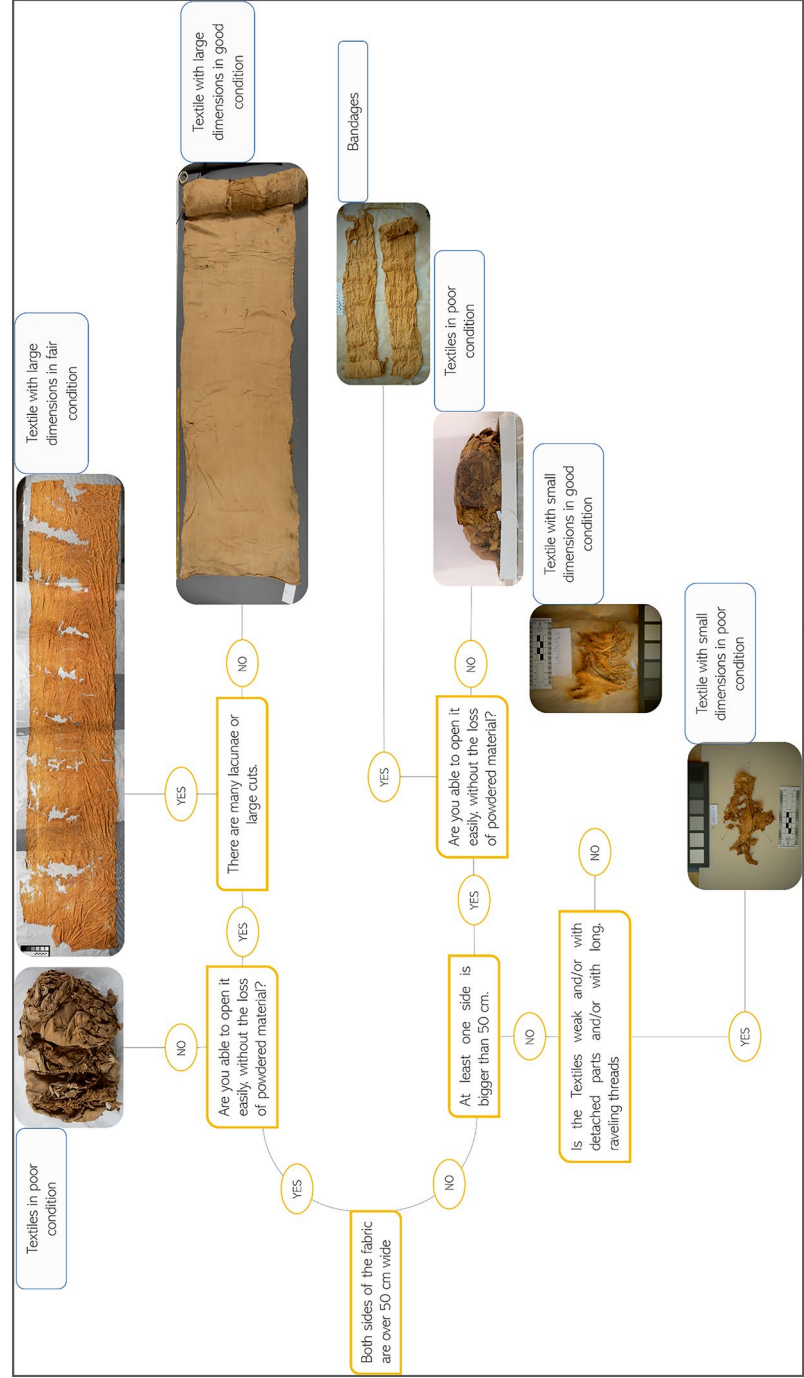 Textiles in poor
condition
Textile with large
dimensions in fair
condition
NO
YES
Are you able to open it
easily, without the loss
of powdered material?
YES
There are many lacunae or
large cuts.
NO
Textile with large
dimensions in good
condition
YES
Both sides of the fabric
are over 50 cm wide
YES
Bandages
NO
At least one side is
bigger than 50 cm.
YES
Are you able to open it
easily, without the loss
of powdered material?
NO
Textiles in poor
condition
NO
Is the Textiles weak and/or with
detached parts and/or with long,
raveling threads
NO
Textile with small
dimensions in good
condition
YES
Textile with small
dimensions in poor
condition